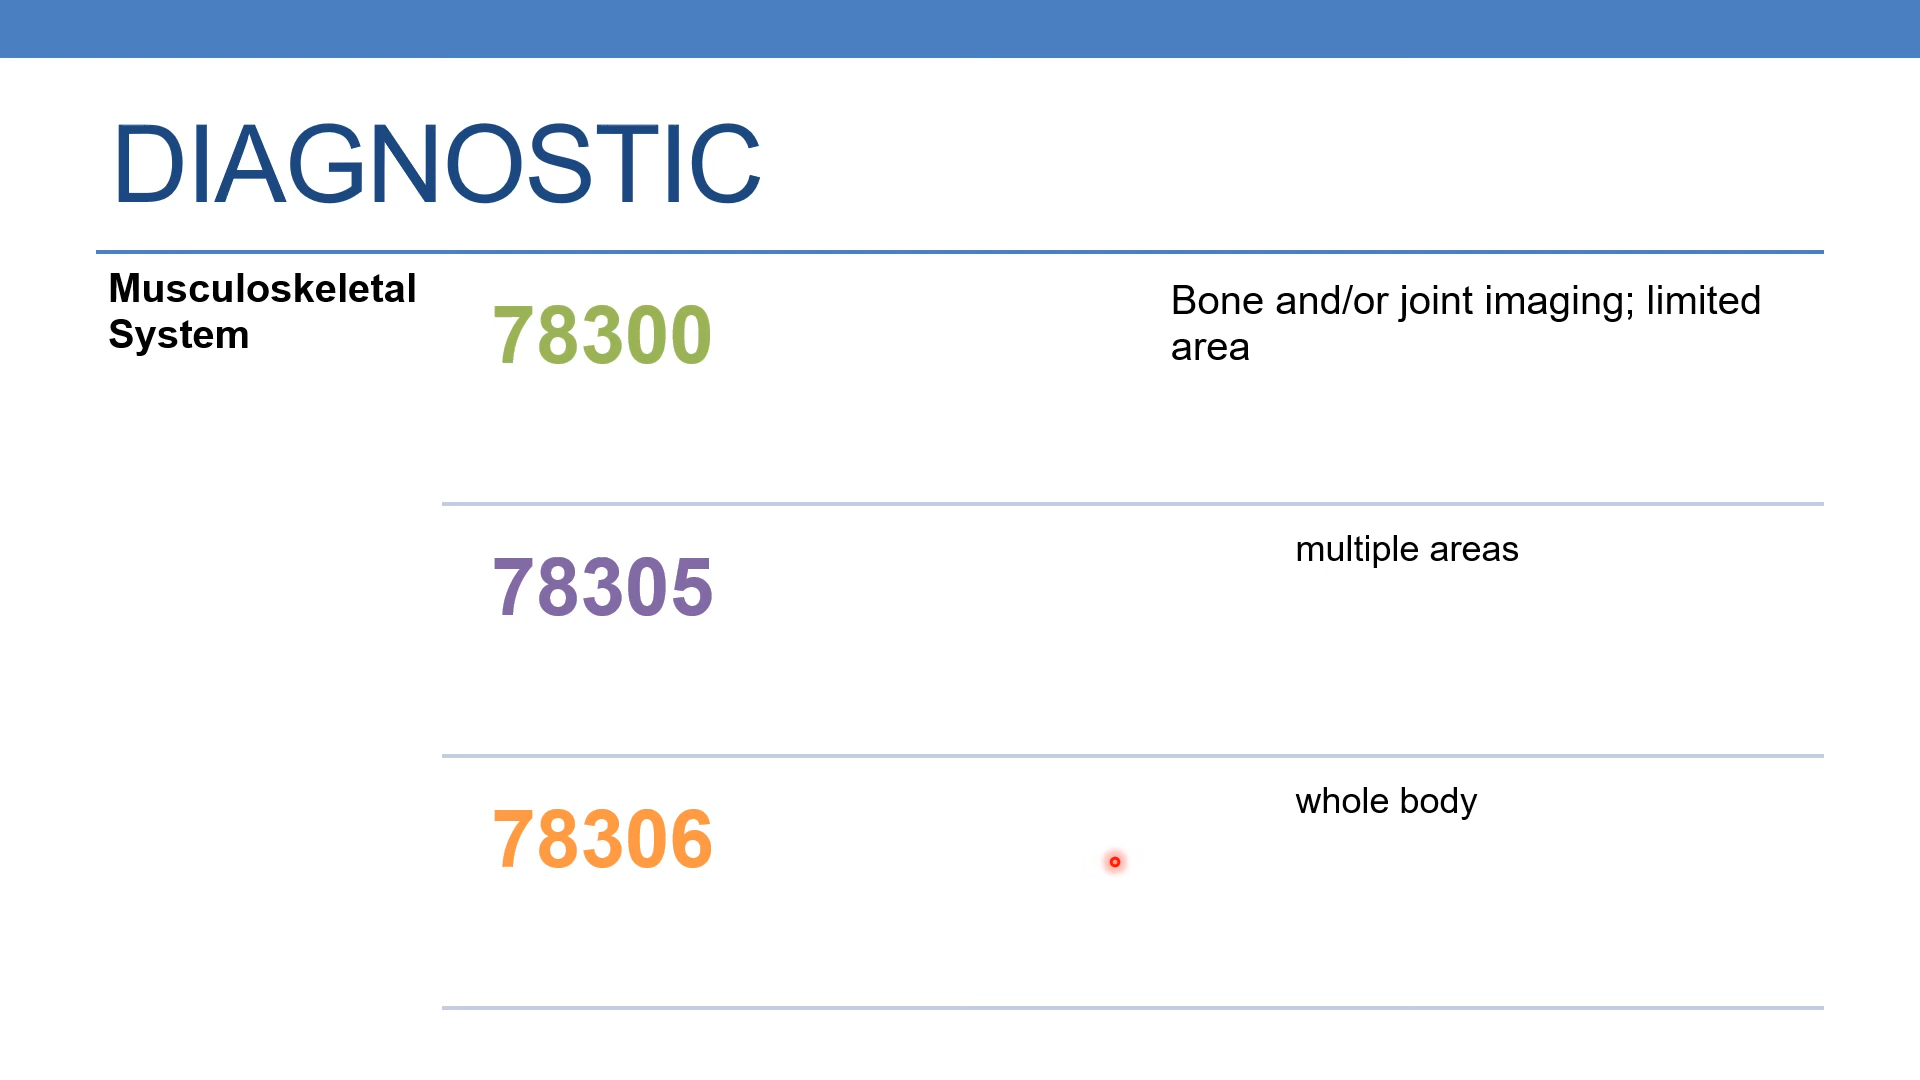 DIAGNOSTIC
Musculoskeletal
System
78300
Bone and/or joint imaging; limited
area
78305
multiple areas
78306
whole body